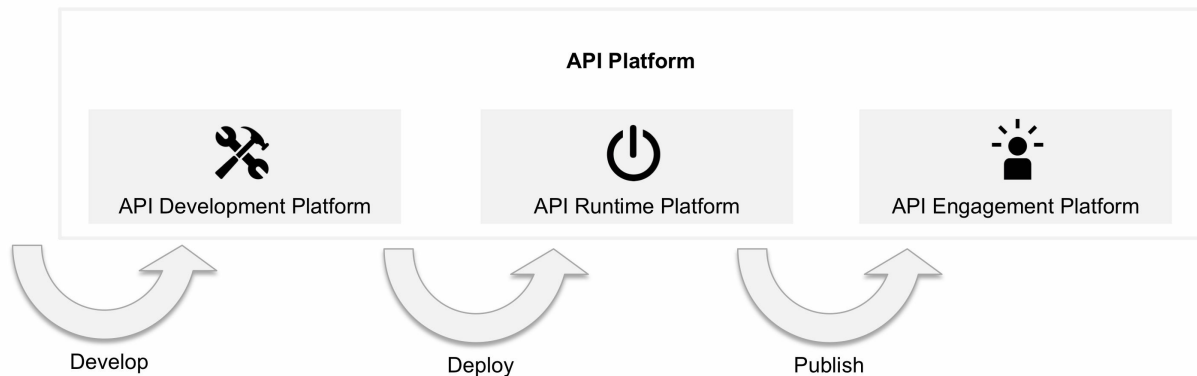 API Platform
API Development Platform
API Runtime Platform
API Engagement Platform
Develop
Deploy
Publish